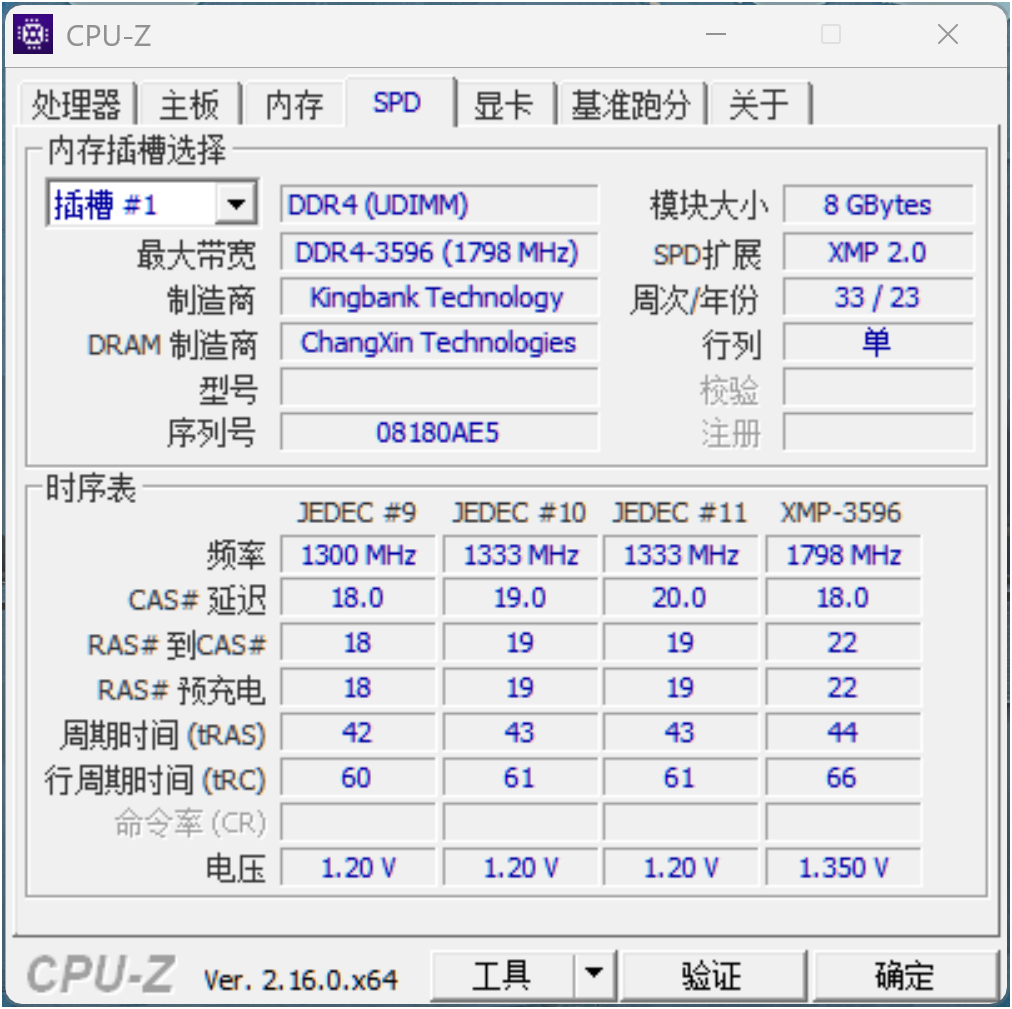 CPU-Z
处理器 主板 内存 SPD 显卡 基准跑分 关于
内存插槽选择
插槽 #1 DDR4 (UDIMM) 模块大小 8 GBytes
最大带宽 DDR4-3596 (1798 MHz) SPD扩展 XMP 2.0
制造商 Kingbank Technology 周次/年份 33 / 23
DRAM 制造商 ChangXin Technologies 行列 单
型号 校验
序列号 08180AE5 注册
时序表
JEDEC #9 JEDEC #10 JEDEC #11 XMP-3596
频率 1300 MHz 1333 MHz 1333 MHz 1798 MHz
CAS# 延迟 18.0 19.0 20.0 18.0
RAS# 到CAS# 18 19 19 22
RAS# 预充电 18 19 19 22
周期时间 (tRAS) 42 43 43 44
行周期时间 (tRC) 60 61 61 66
命令率 (CR)
电压 1.20 V 1.20 V 1.20 V 1.350 V
CPU-Z Ver. 2.16.0.x64 工具 验证 确定